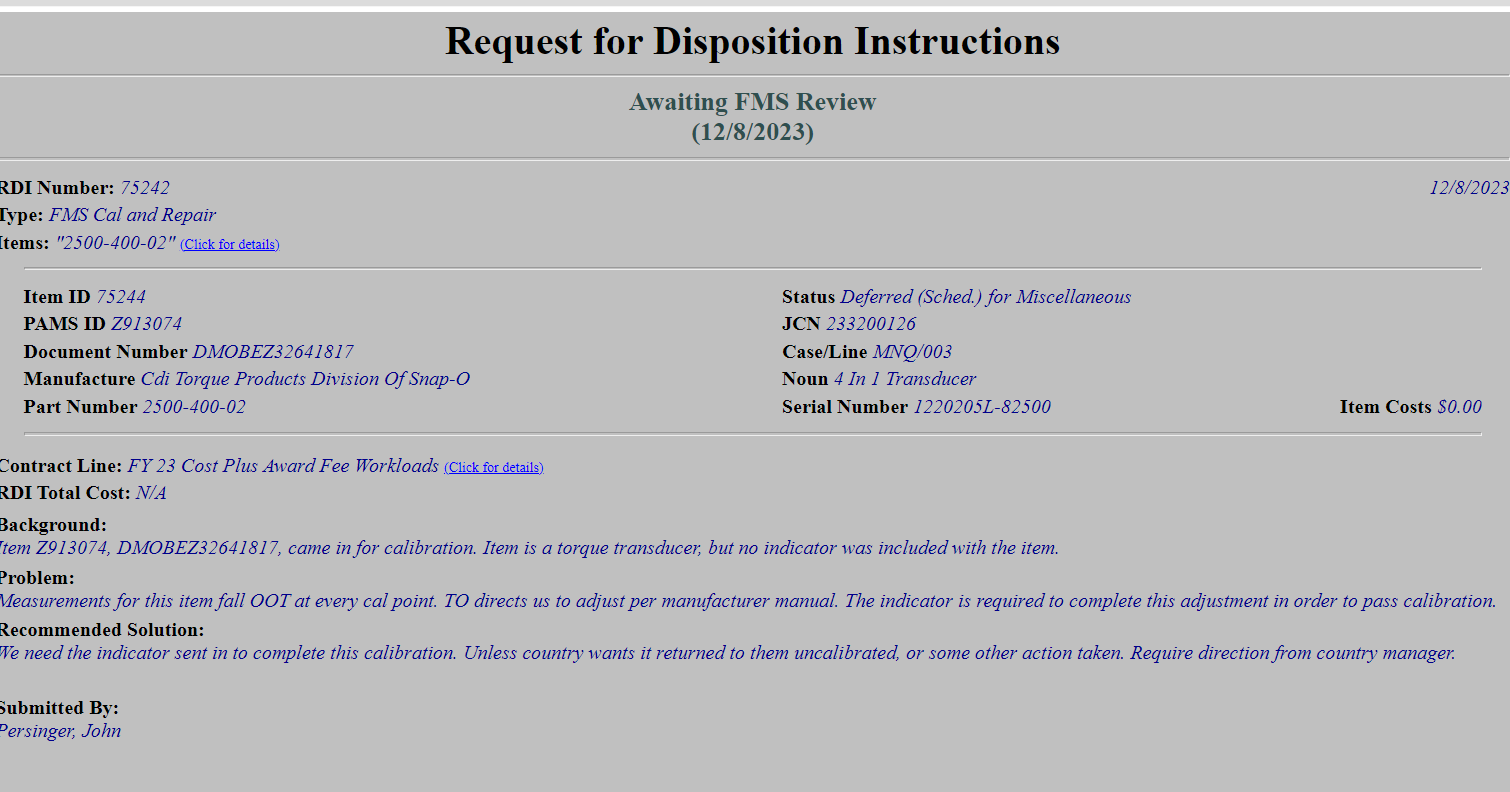 Request for Disposition Instructions
Awaiting FMS Review
(12/8/2023)
RDI Number: 75242
12/8/2023
Type: FMS Cal and Repair
Items: "2500-400-02" (Click for details)
Item ID 75244
Status Deferred (Sched.) for Miscellaneous
PAMS ID Z913074
JCN 233200126
Document Number DMOBEZ32641817
Case/Line MNQ/003
Manufacture Cdi Torque Products Division Of Snap-O
Noun 4 In 1 Transducer
Part Number 2500-400-02
Serial Number 1220205L-82500
Item Costs $0.00
Contract Line: FY 23 Cost Plus Award Fee Workloads (Click for details)
RDI Total Cost: N/A
Background:
Item Z913074, DMOBEZ32641817, came in for calibration. Item is a torque transducer, but no indicator was included with the item.
Problem:
Measurements for this item fall OOT at every cal point. TO directs us to adjust per manufacturer manual. The indicator is required to complete this adjustment in order to pass calibration.
Recommended Solution:
We need the indicator sent in to complete this calibration. Unless country wants it returned to them uncalibrated, or some other action taken. Require direction from country manager.
Submitted By:
Persinger, John